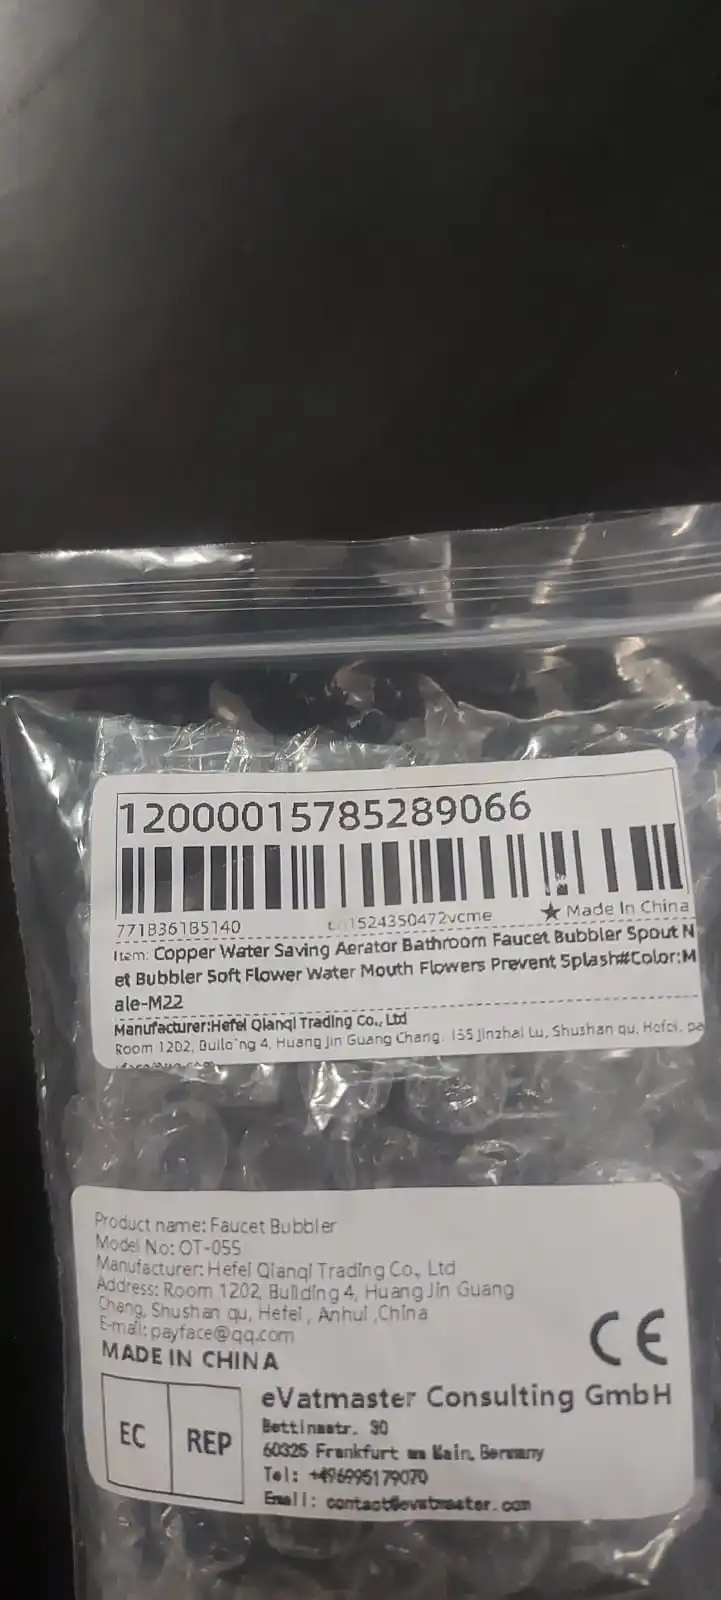 12000015785289066
771B361B5140
1524350472vcme
★ Made In China
Item: Copper Water Saving Aerator Bathroom Faucet Bubbler Spout N
et Bubbler Soft Flower Water Mouth Flowers Prevent Splash#Color:M
ale-M22
Manufacturer:Hefei Qianqi Trading Co., Ltd
Room 1202, Building 4, Huang Jin Guang Chang. 155 Jinzhai Lu, Shushan qu, Hefei, pa
Product name: Faucet Bubbler
Model No: OT-055
Manufacturer: Hefei Qianqi Trading Co., Ltd
Address: Room 1202, Building 4, Huang Jin Guang
Chang, Shushan qu, Hefei , Anhui ,China
E-mail: payface@qq.com
MADE IN CHINA
CE
EC REP
eVatmaster Consulting GmbH
Bettinastr. 30
60325 Frankfurt am Main, Germany
Tel: +496995179070
Email: contact@evatmaster.com